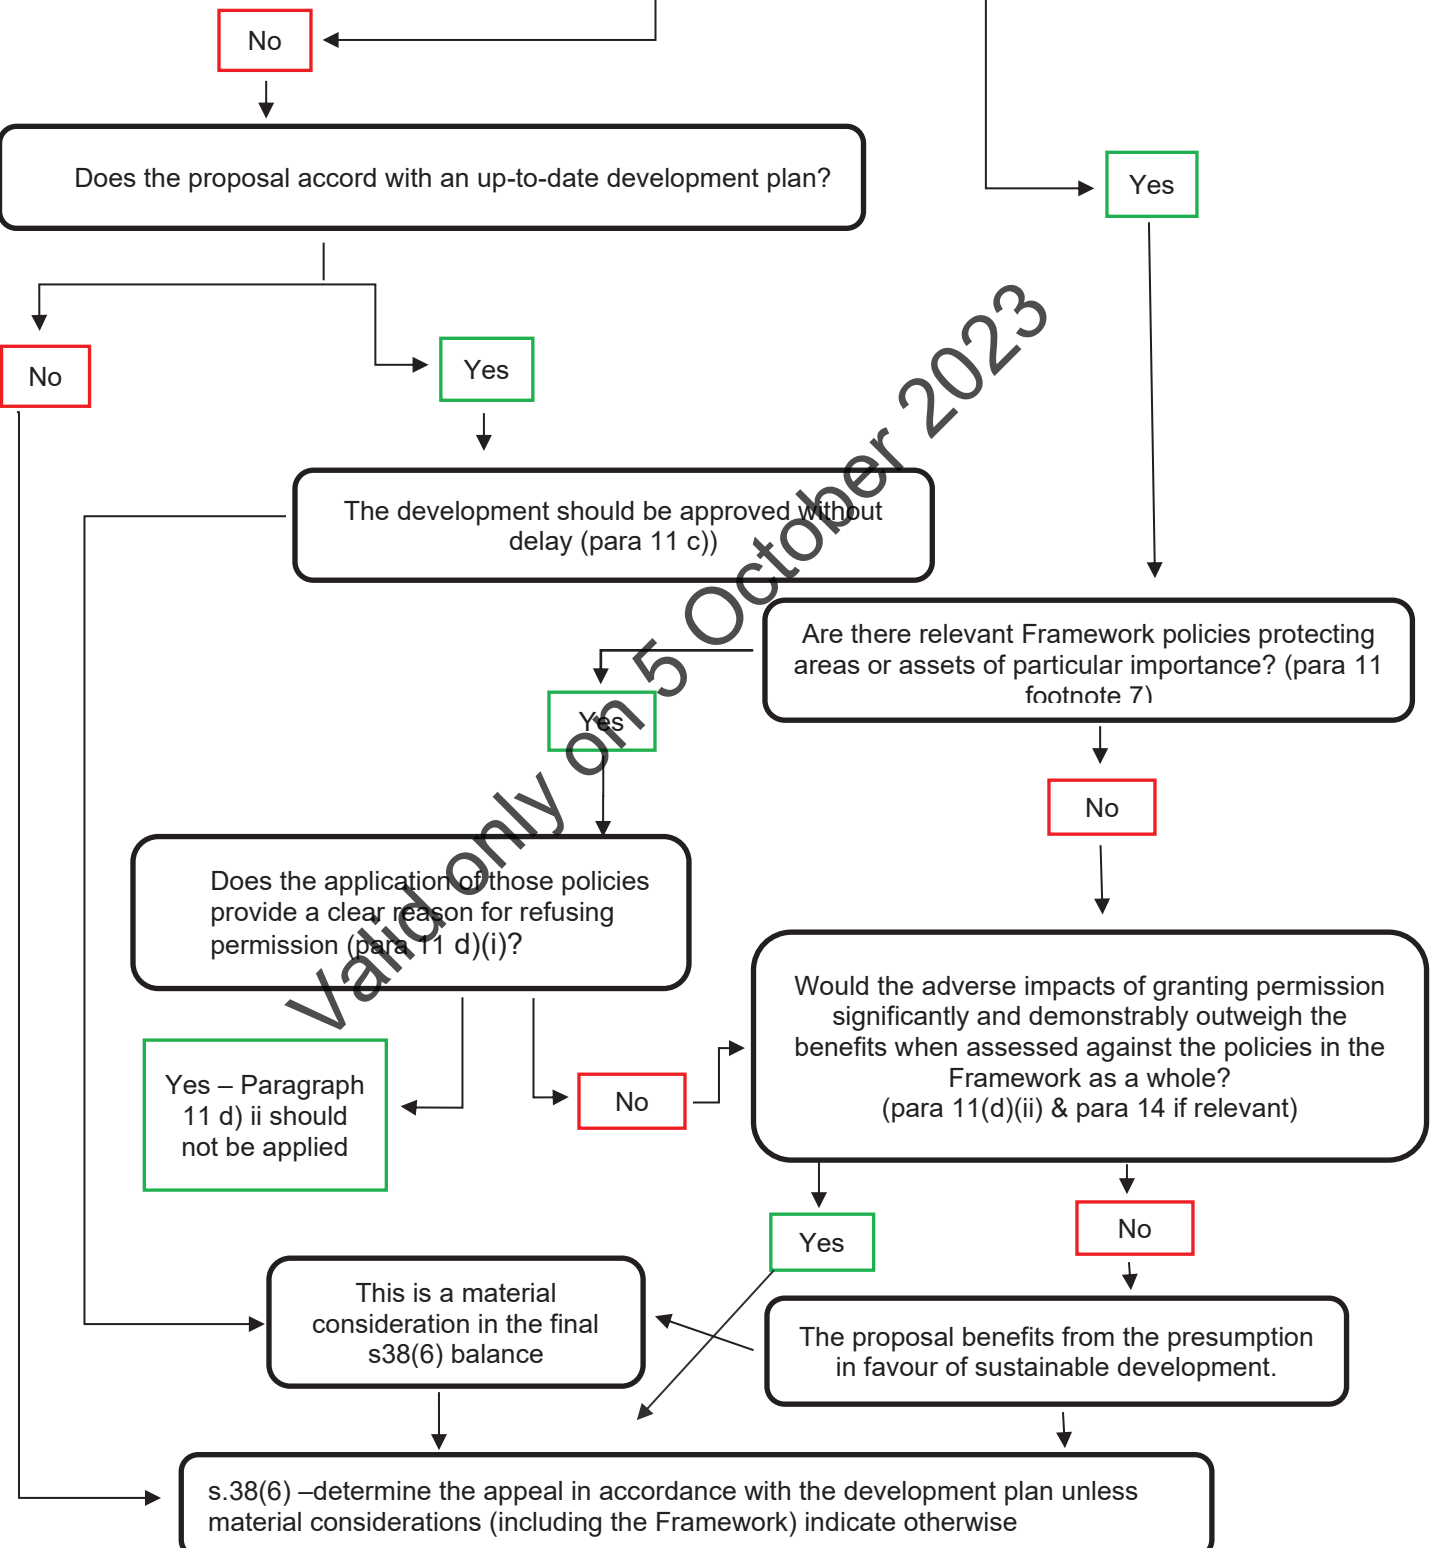 No
Does the proposal accord with an up-to-date development plan?
Yes
No
Yes
The development should be approved without
delay (para 11 c))
Are there relevant Framework policies protecting
areas or assets of particular importance? (para 11
footnote 7)
Yes
No
Does the application of those policies
provide a clear reason for refusing
permission (para 11 d)(i)?
Would the adverse impacts of granting permission
significantly and demonstrably outweigh the
benefits when assessed against the policies in the
Framework as a whole?
(para 11(d)(ii) & para 14 if relevant)
Yes – Paragraph
11 d) ii should
not be applied
No
Yes
No
This is a material
consideration in the final
s38(6) balance
The proposal benefits from the presumption
in favour of sustainable development.
s.38(6) –determine the appeal in accordance with the development plan unless
material considerations (including the Framework) indicate otherwise
Valid only on 5 October 2023